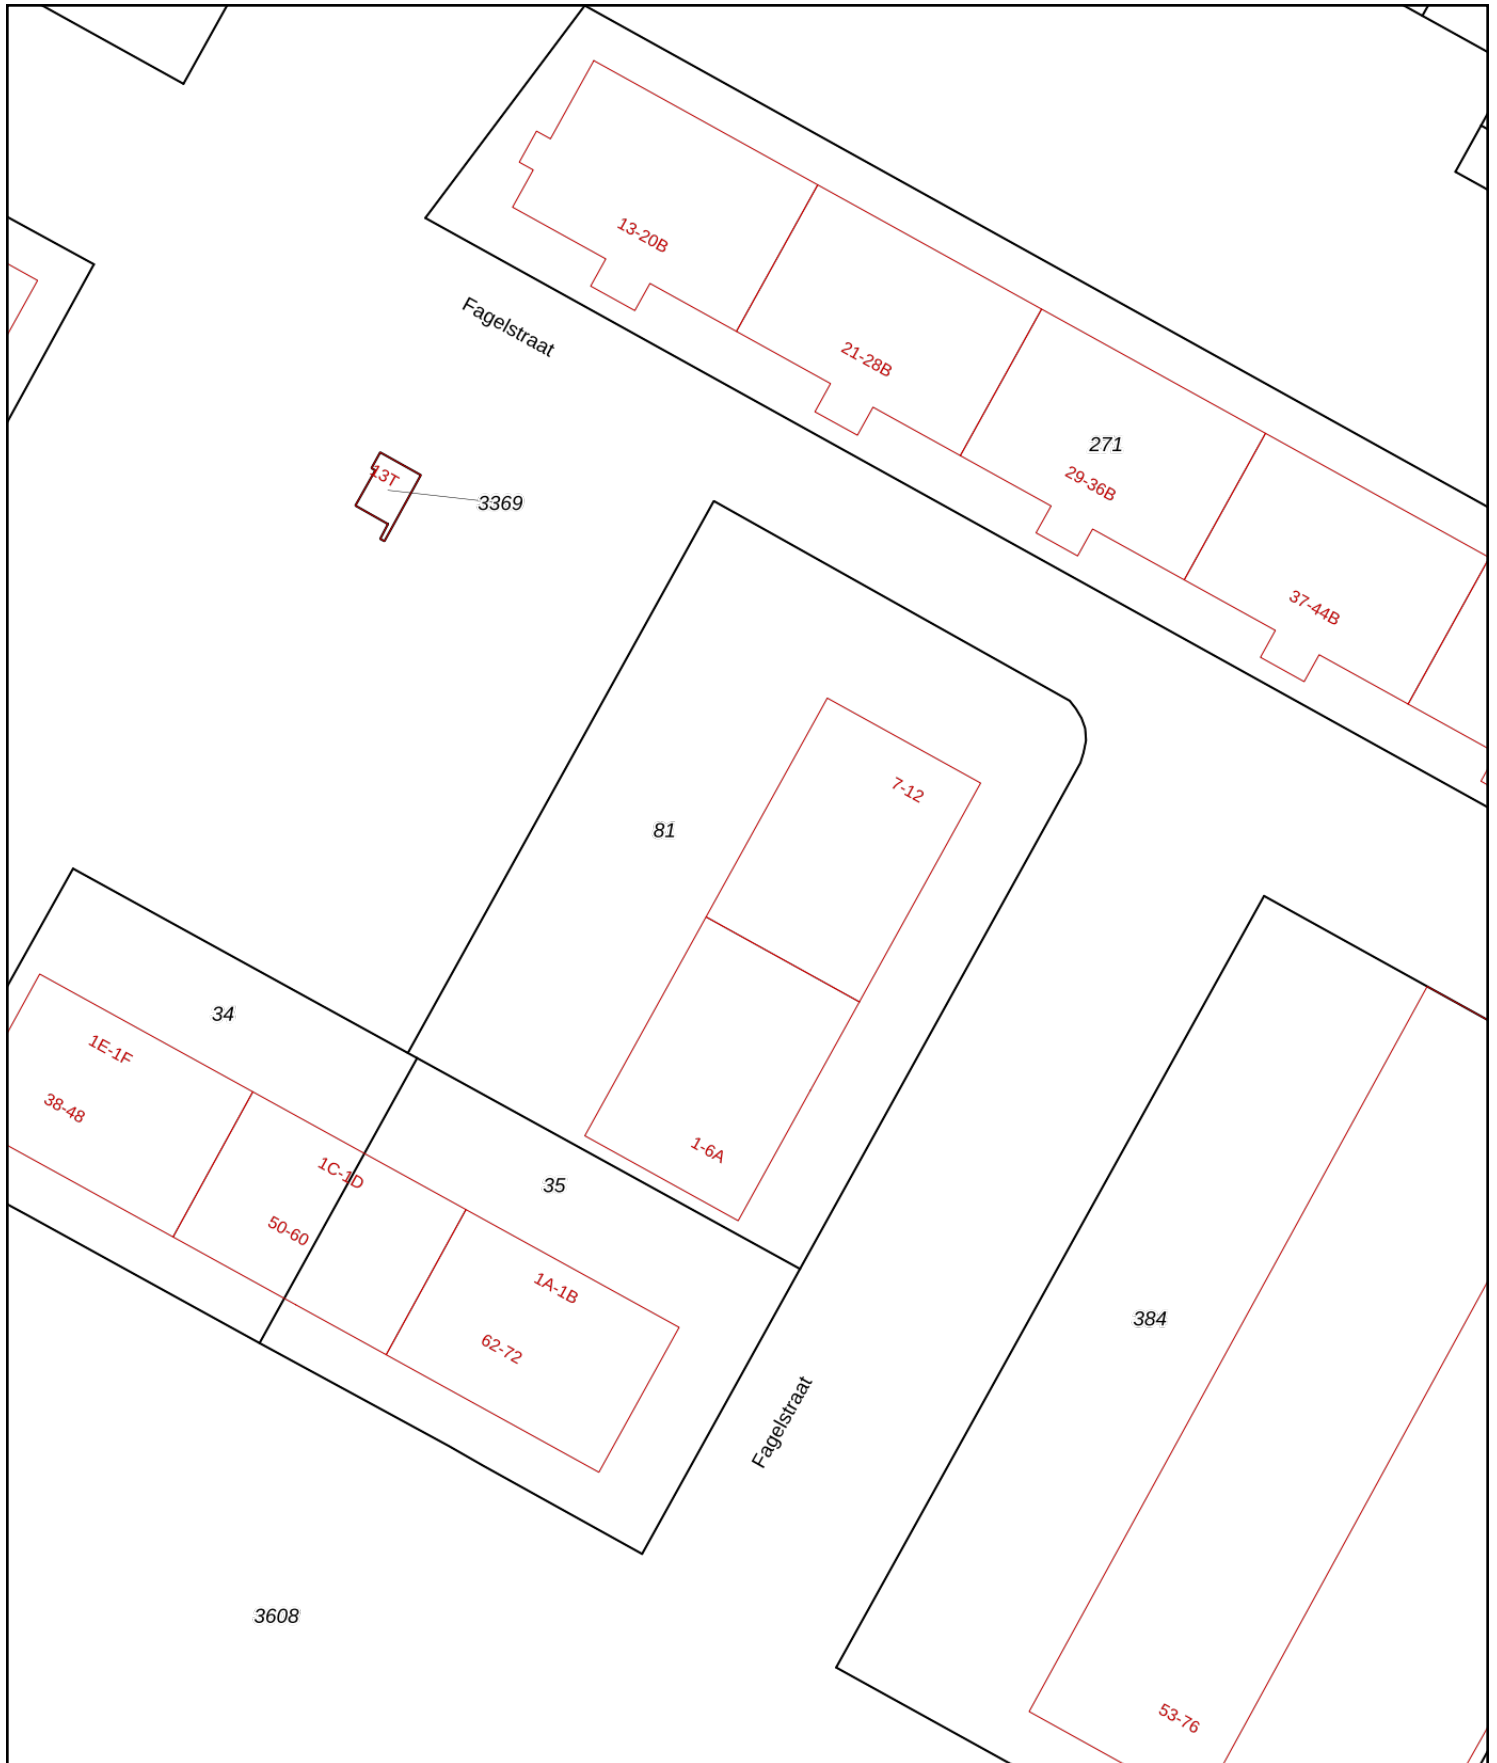 13-20B
Fagelstraat
21-28B
271
29-36B
13T
3369
37-44B
7-12
81
34
1E-1F
38-48
1C-1D
35
1-6A
50-60
1A-1B
62-72
384
Fagelstraat
3608
53-76